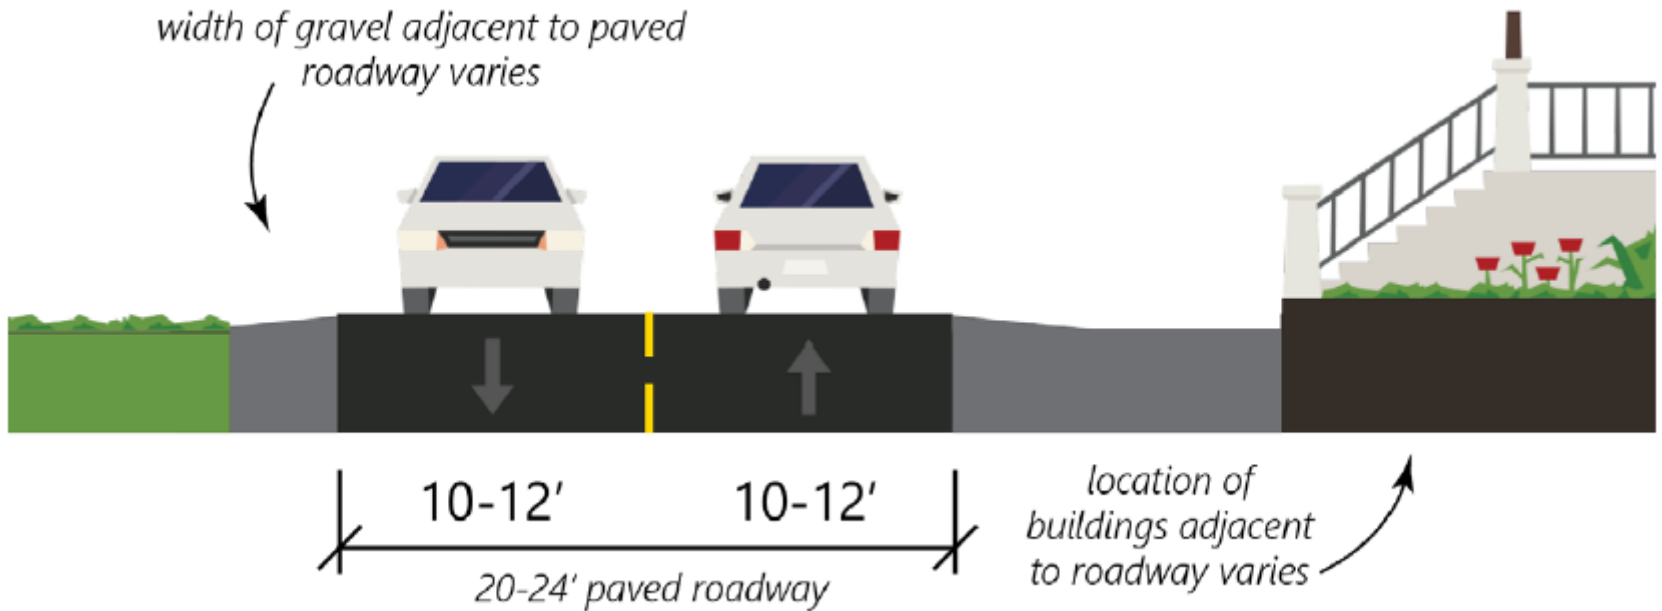 width of gravel adjacent to paved
roadway varies
10-12′
10-12′
20-24′ paved roadway
location of
buildings adjacent
to roadway varies